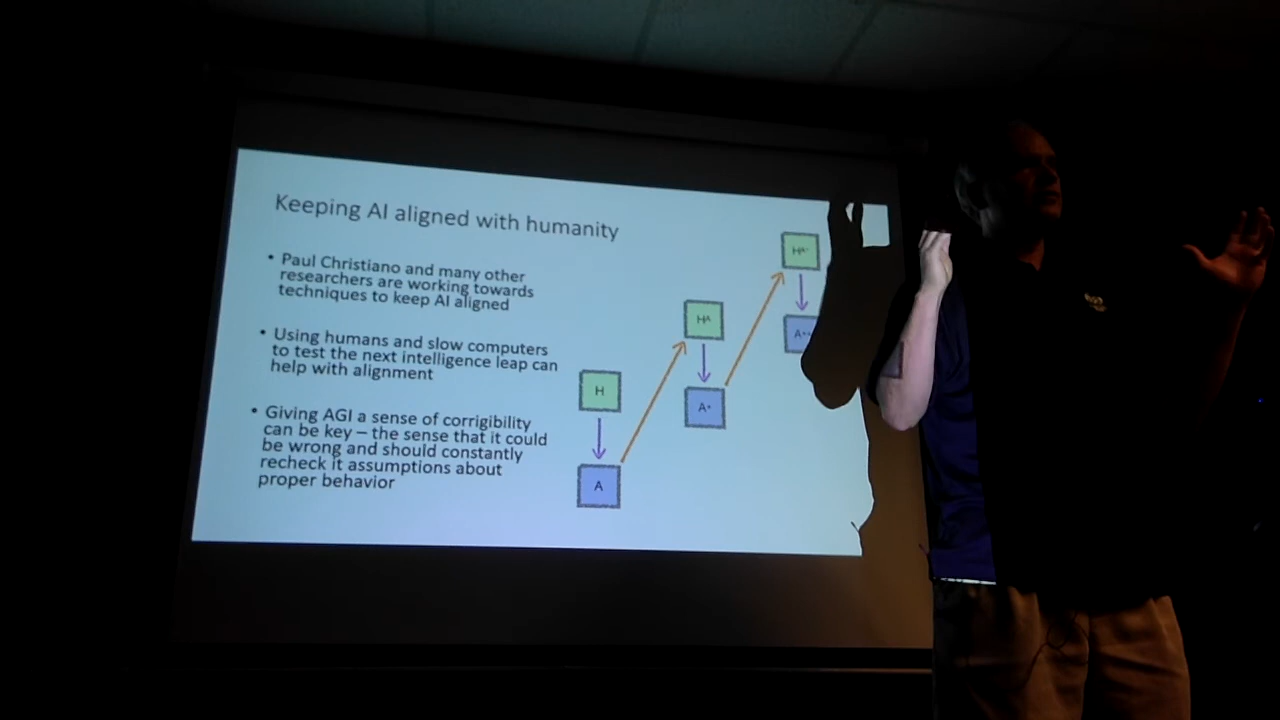 Keeping AI aligned with humanity
• Paul Christiano and many other
researchers are working towards
techniques to keep AI aligned
• Using humans and slow computers
to test the next intelligence leap can
help with alignment
• Giving AGI a sense of corrigibility
can be key – the sense that it could
be wrong and should constantly
recheck it assumptions about
proper behavior
H
A
Hᴬ
A⁺